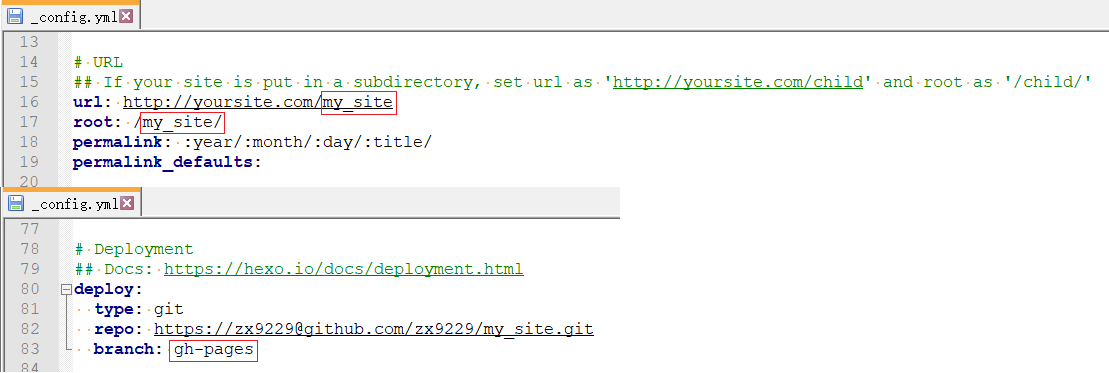 _config.yml
13
14 # URL
15 ## If your site is put in a subdirectory, set url as 'http://yoursite.com/child' and root as '/child/'
16 url: http://yoursite.com/my_site
17 root: /my_site/
18 permalink: :year/:month/:day/:title/
19 permalink_defaults:
20
_config.yml
77
78 # Deployment
79 ## Docs: https://hexo.io/docs/deployment.html
80 deploy:
81   type: git
82   repo: https://zx9229@github.com/zx9229/my_site.git
83   branch: gh-pages
84